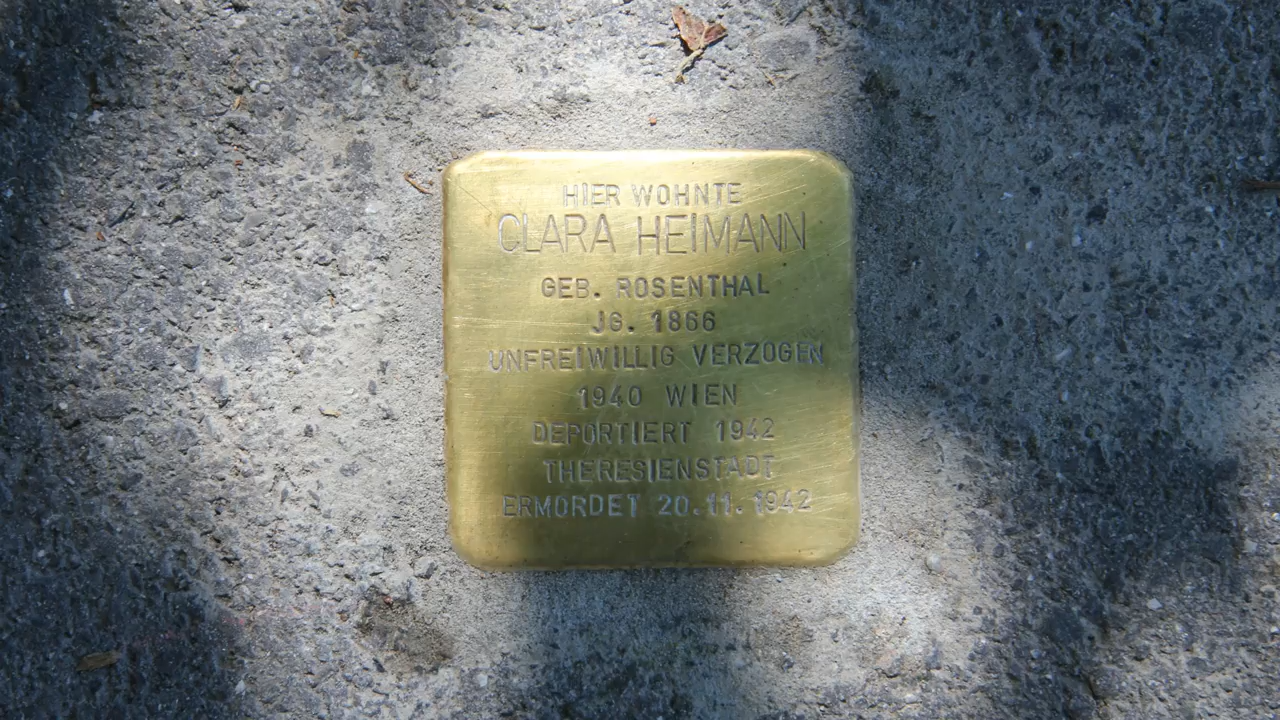 HIER WOHNTE
CLARA HEIMANN
GEB. ROSENTHAL
JG. 1866
UNFREIWILLIG VERZOGEN
1940 WIEN
DEPORTIERT 1942
THERESIENSTADT
ERMORDET 20.11.1942